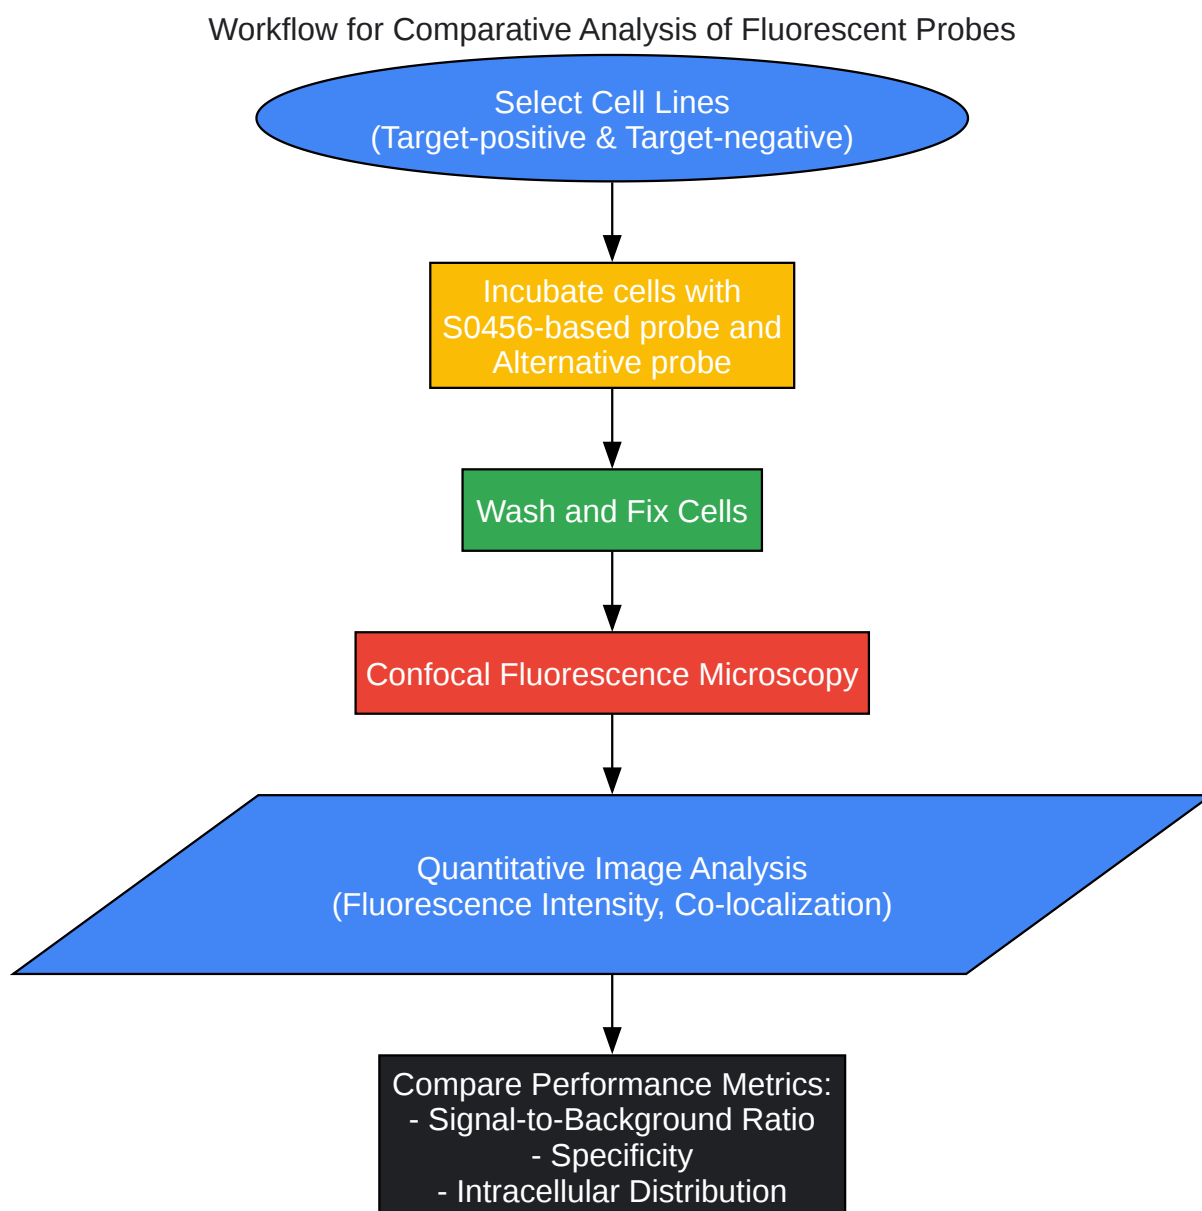 Workflow for Comparative Analysis of Fluorescent Probes
Select Cell Lines
(Target-positive & Target-negative)
Incubate cells with
S0456-based probe and
Alternative probe
Wash and Fix Cells
Confocal Fluorescence Microscopy
Quantitative Image Analysis
(Fluorescence Intensity, Co-localization)
Compare Performance Metrics:
- Signal-to-Background Ratio
- Specificity
- Intracellular Distribution